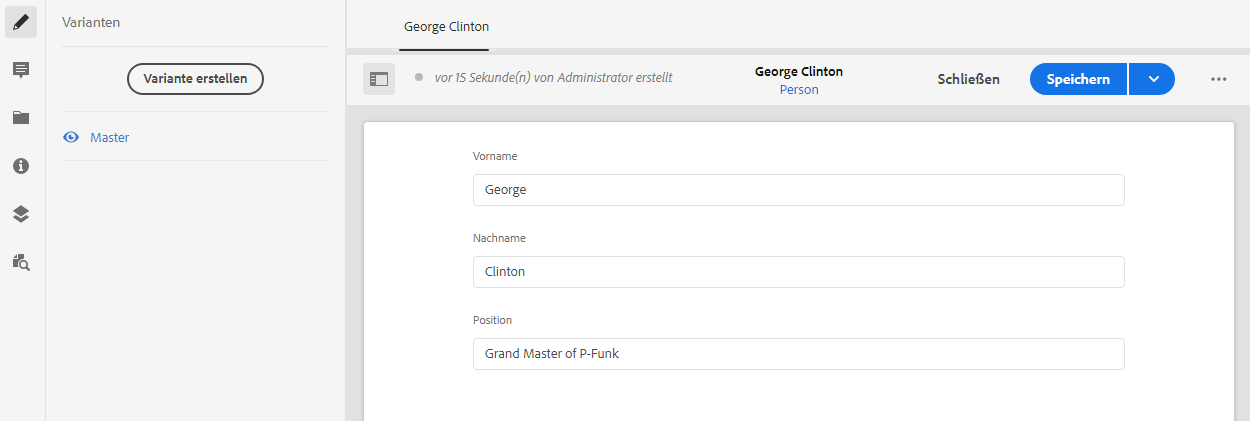 Varianten
Variante erstellen
Master
George Clinton
vor 15 Sekunde(n) von Administrator erstellt
George Clinton
Person
Schließen
Speichern
Vorname
George
Nachname
Clinton
Position
Grand Master of P-Funk